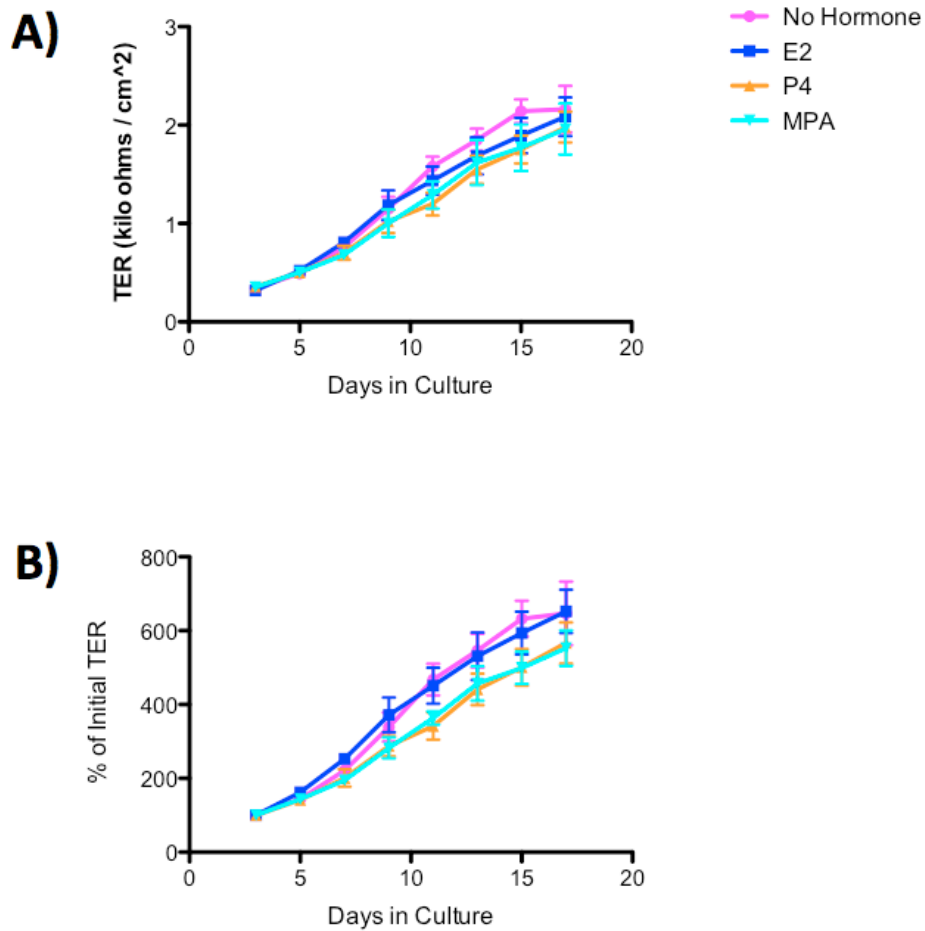 A)
3
2
1
0
TER (kilo ohms / cm^2)
0 5 10 15 20
Days in Culture
No Hormone
E2
P4
MPA
B)
800
600
400
200
0
% of Initial TER
0 5 10 15 20
Days in Culture